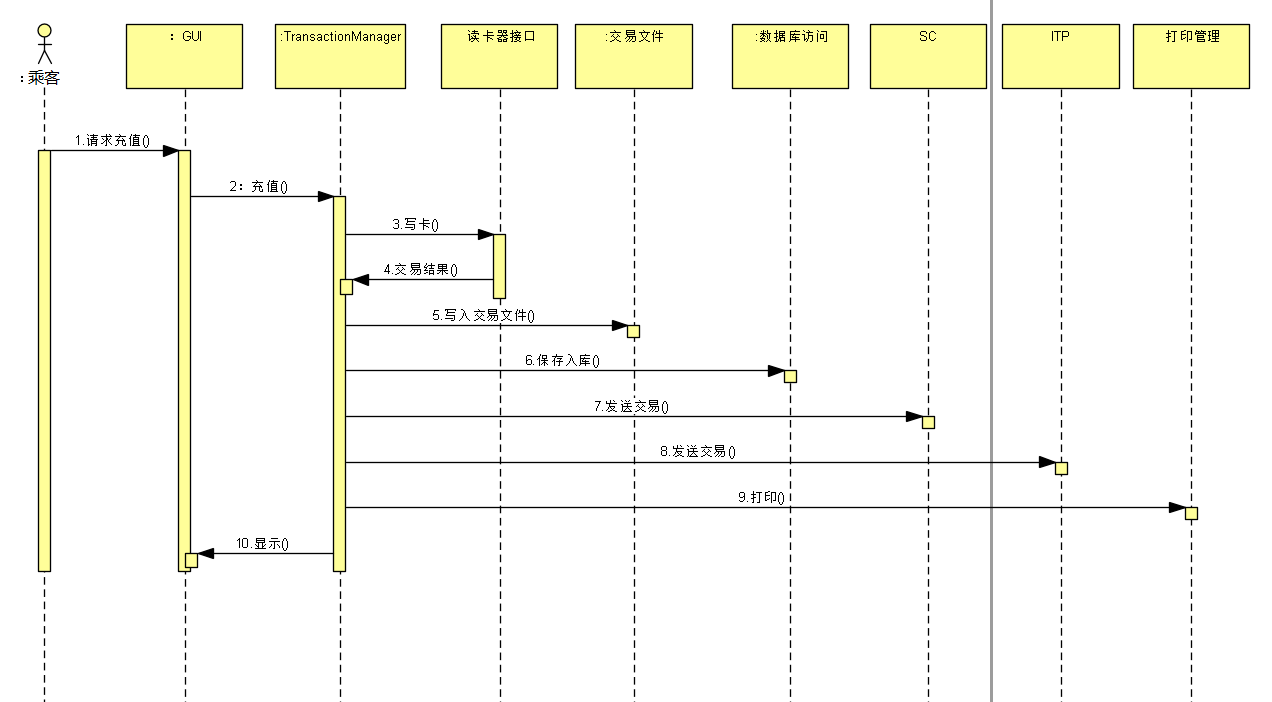 :乘客
：GUI
:TransactionManager
读卡器接口
:交易文件
:数据库访问
SC
ITP
打印管理
1.请求充值()
2：充值()
3.写卡()
4.交易结果()
5.写入交易文件()
6.保存入库()
7.发送交易()
8.发送交易()
9.打印()
10.显示()